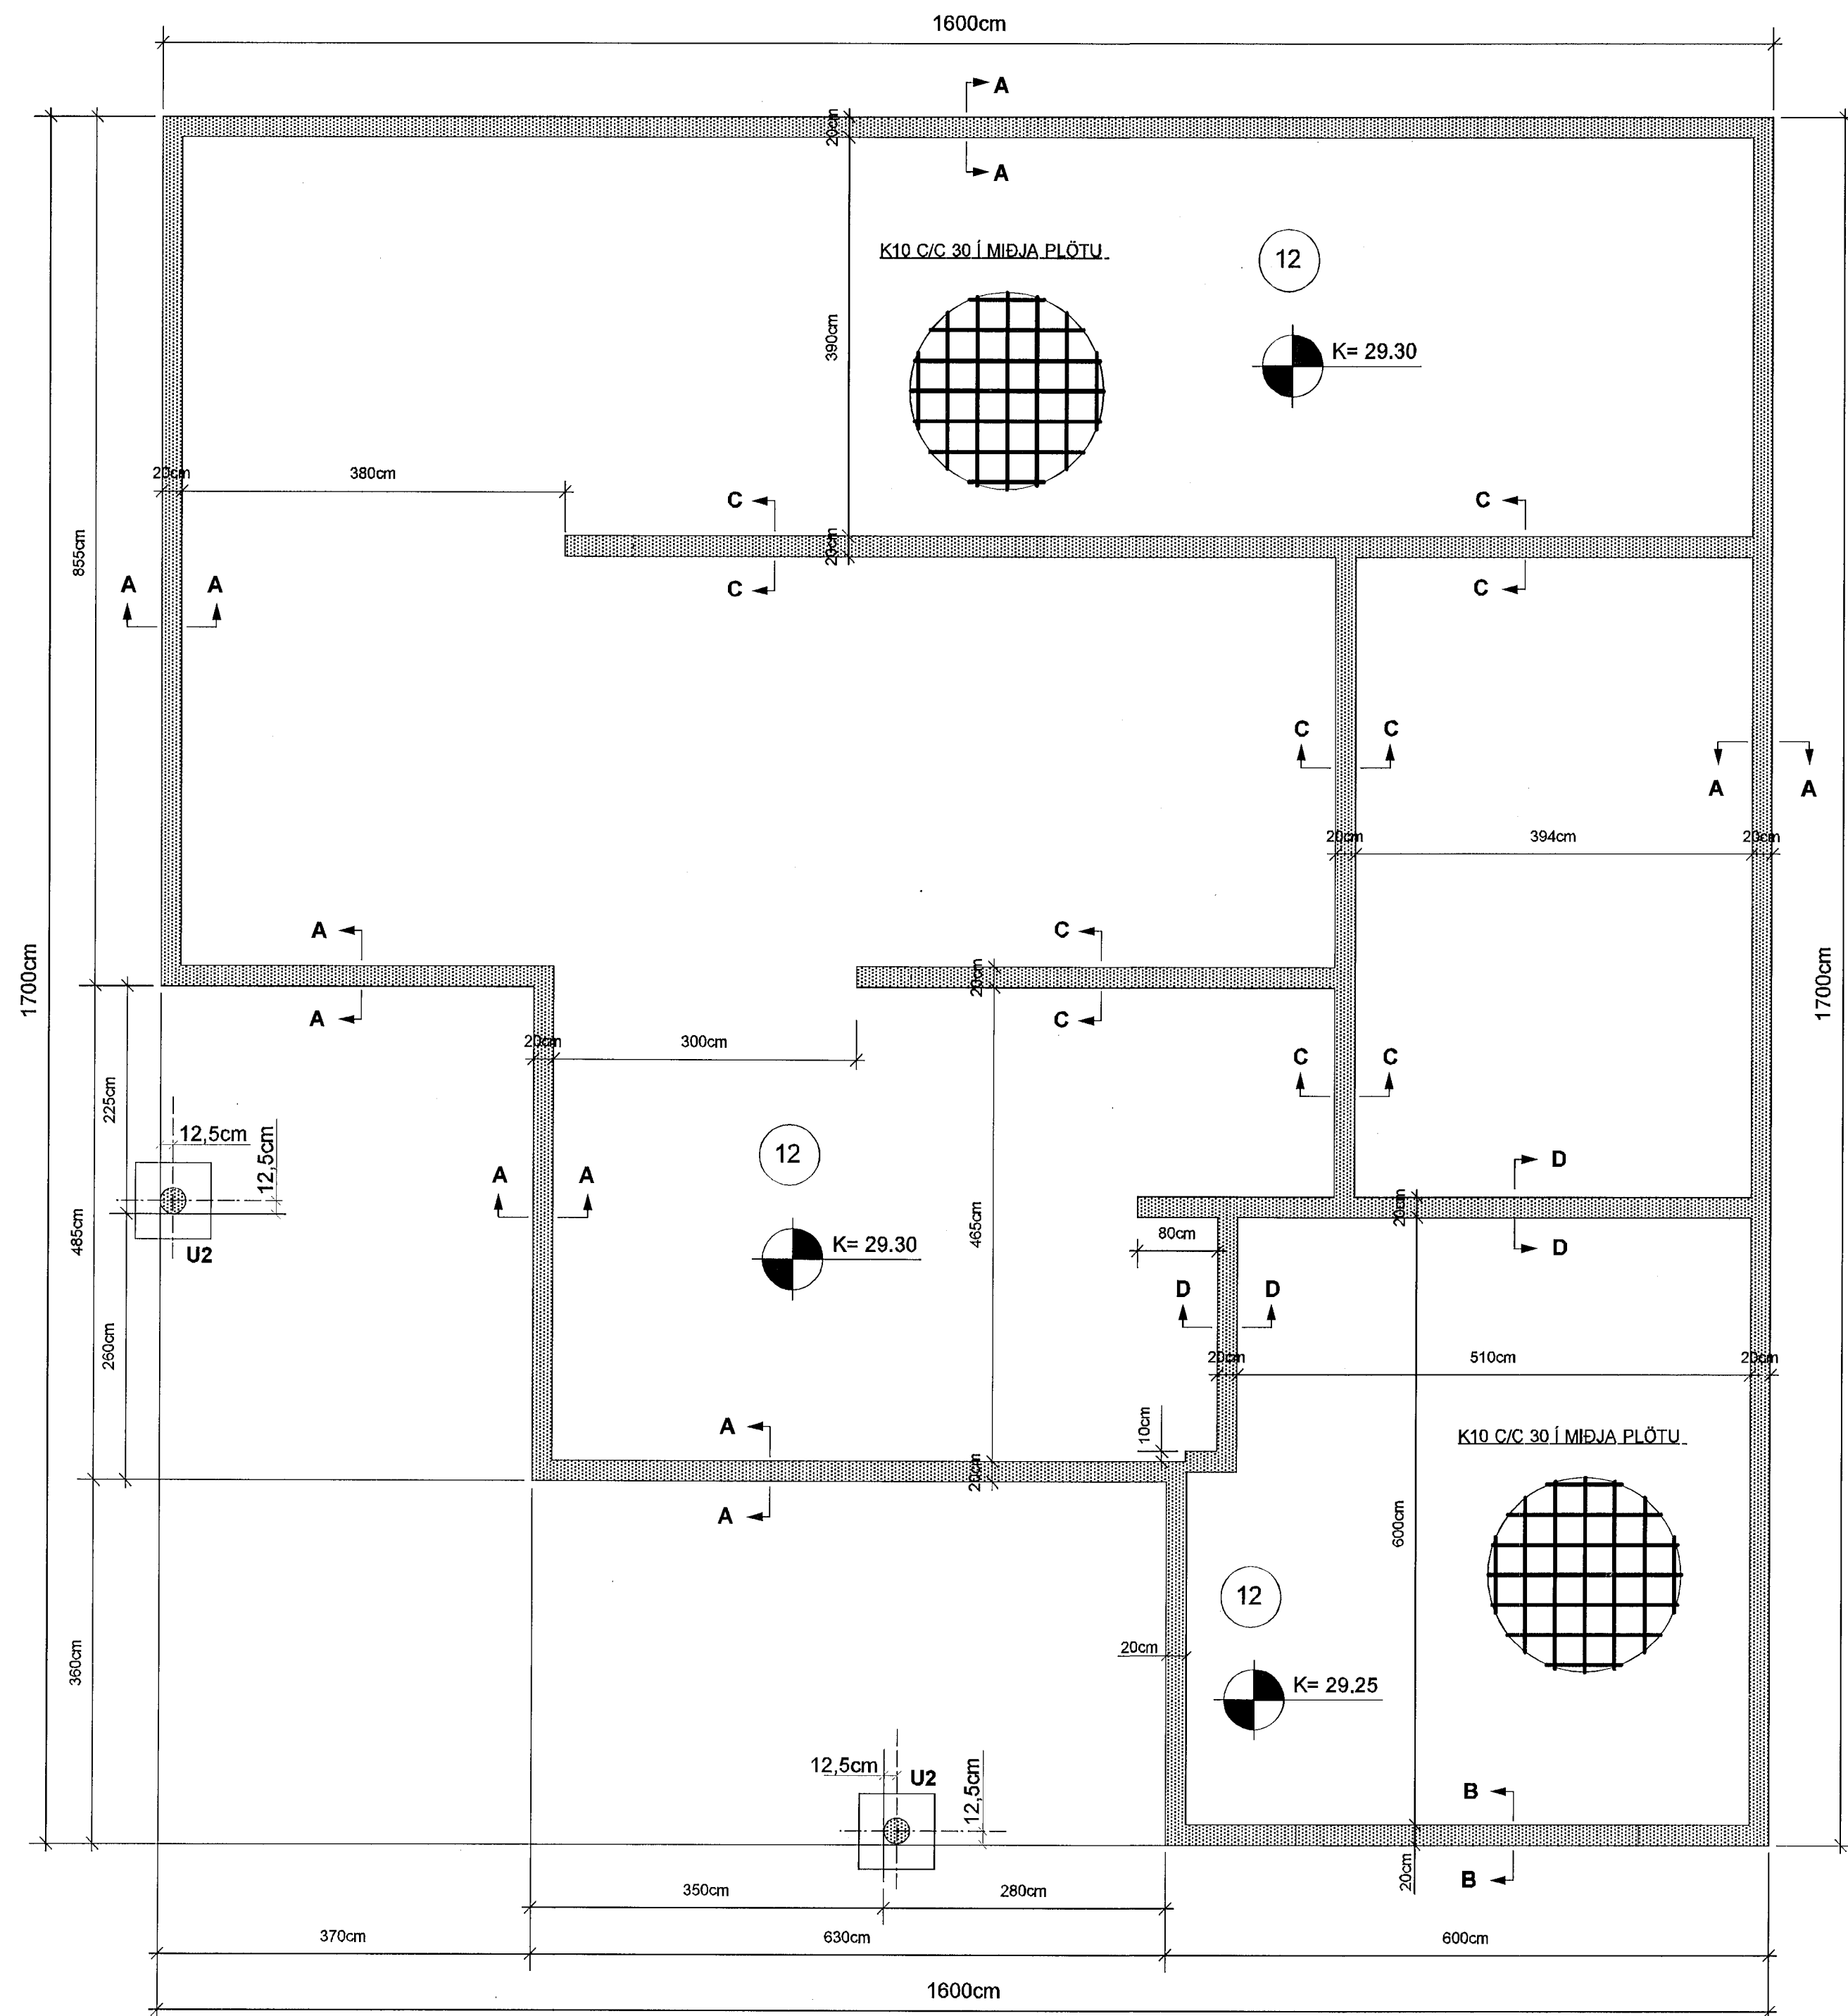 1600cm
A
20cm
A
K10 C/C 30 Í MIÐJA PLÖTU
12
390cm
K= 29.30
20cm
380cm
C
C
855cm
20cm
A
A
C
C
C
C
A
A
20cm
394cm
20cm
A
C
1700cm
1700cm
20cm
A
C
20cm
300cm
C
C
225cm
12,5cm
12,5cm
12
A
A
D
20cm
485cm
465cm
80cm
U2
K= 29.30
D
D
D
260cm
20cm
510cm
20cm
A
10cm
K10 C/C 30 Í MIÐJA PLÖTU
20cm
A
600cm
12
360cm
20cm
K= 29.25
12,5cm
U2
12,5cm
B
20cm
B
350cm
280cm
370cm
630cm
600cm
1600cm